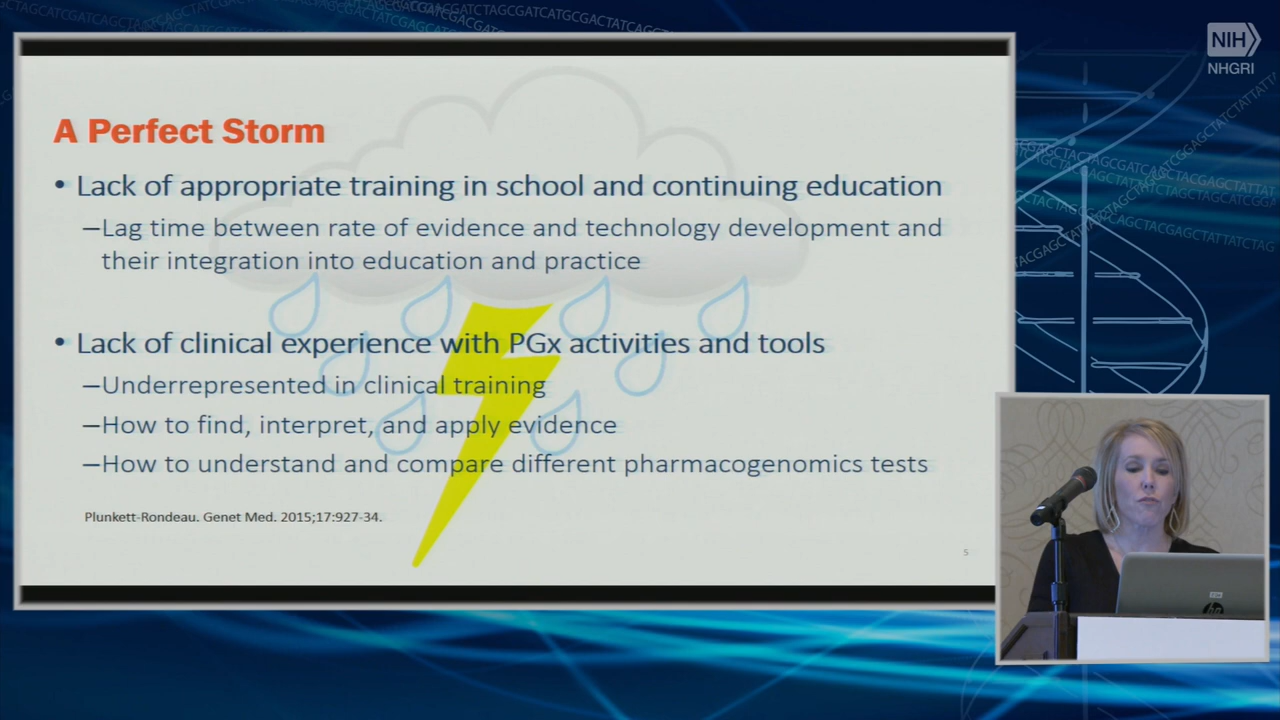 NIH
NHGRI
A Perfect Storm
• Lack of appropriate training in school and continuing education
–Lag time between rate of evidence and technology development and
their integration into education and practice
• Lack of clinical experience with PGx activities and tools
–Underrepresented in clinical training
–How to find, interpret, and apply evidence
–How to understand and compare different pharmacogenomics tests
Plunkett-Rondeau. Genet Med. 2015;17:927-34.
5
hp